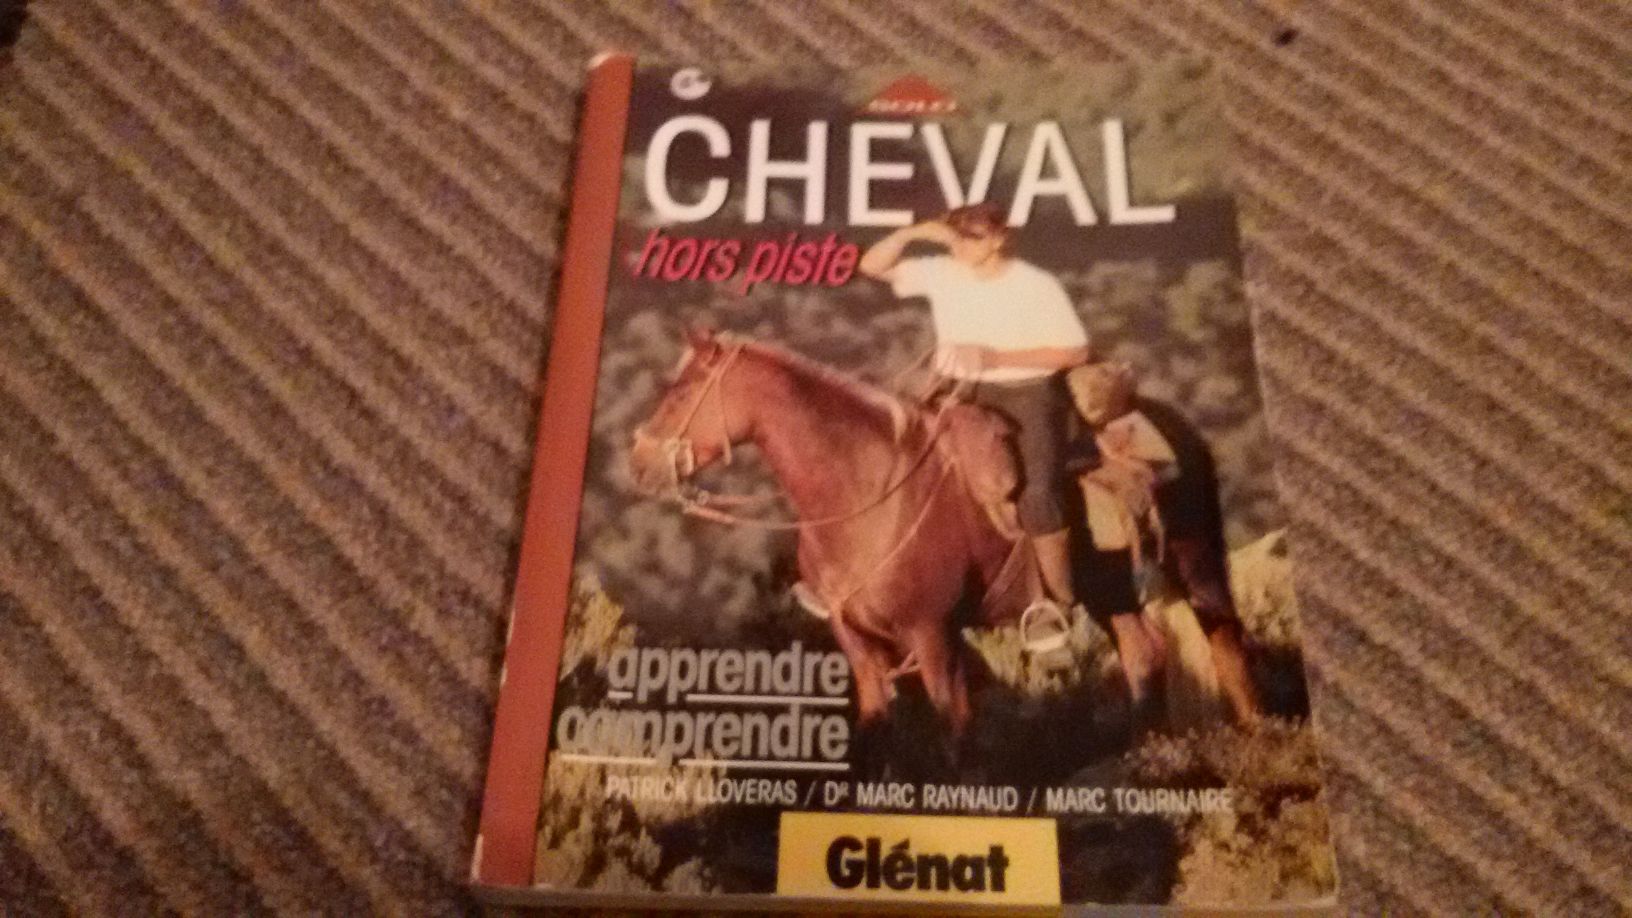 CHEVAL
hors piste
apprendre
comprendre
PATRICK LLOVERAS / DR MARC RAYNAUD / MARC TOURNAIRE
Glénat